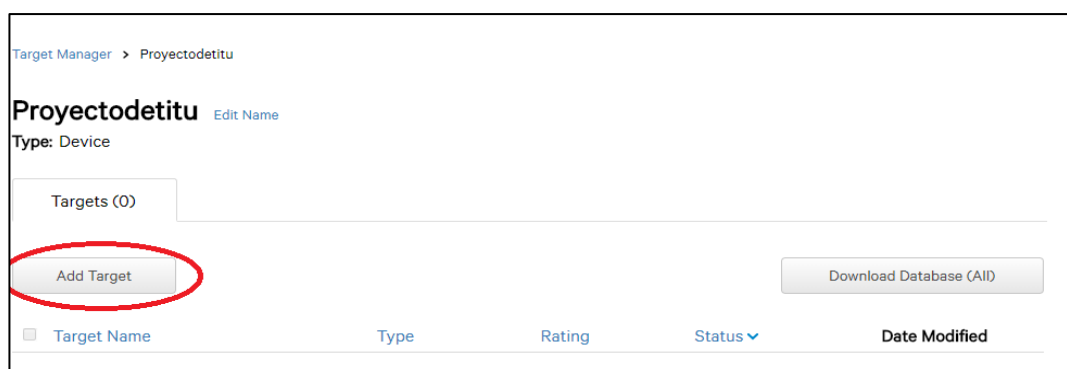 Target Manager > Proyectodetitu
Proyectodetitu Edit Name
Type: Device
Targets (0)
Add Target Download Database (All)
Target Name Type Rating Status Date Modified